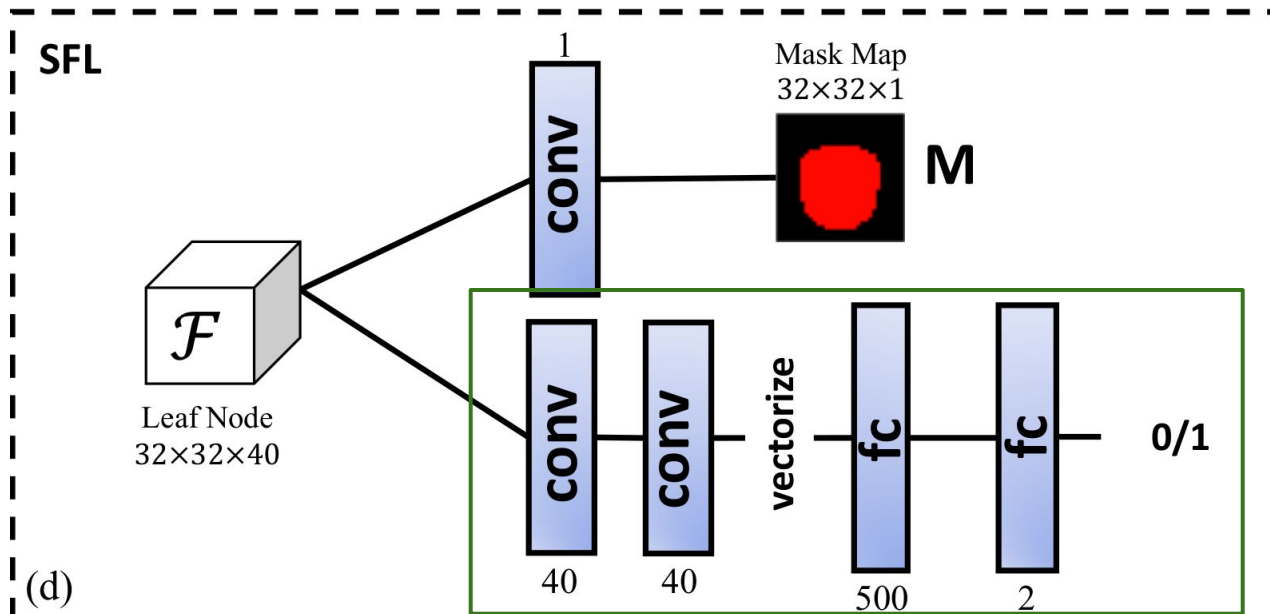 SFL
1
conv
Mask Map
32×32×1
M
ℱ
Leaf Node
32×32×40
conv
40
conv
40
vectorize
fc
500
fc
2
0/1
(d)